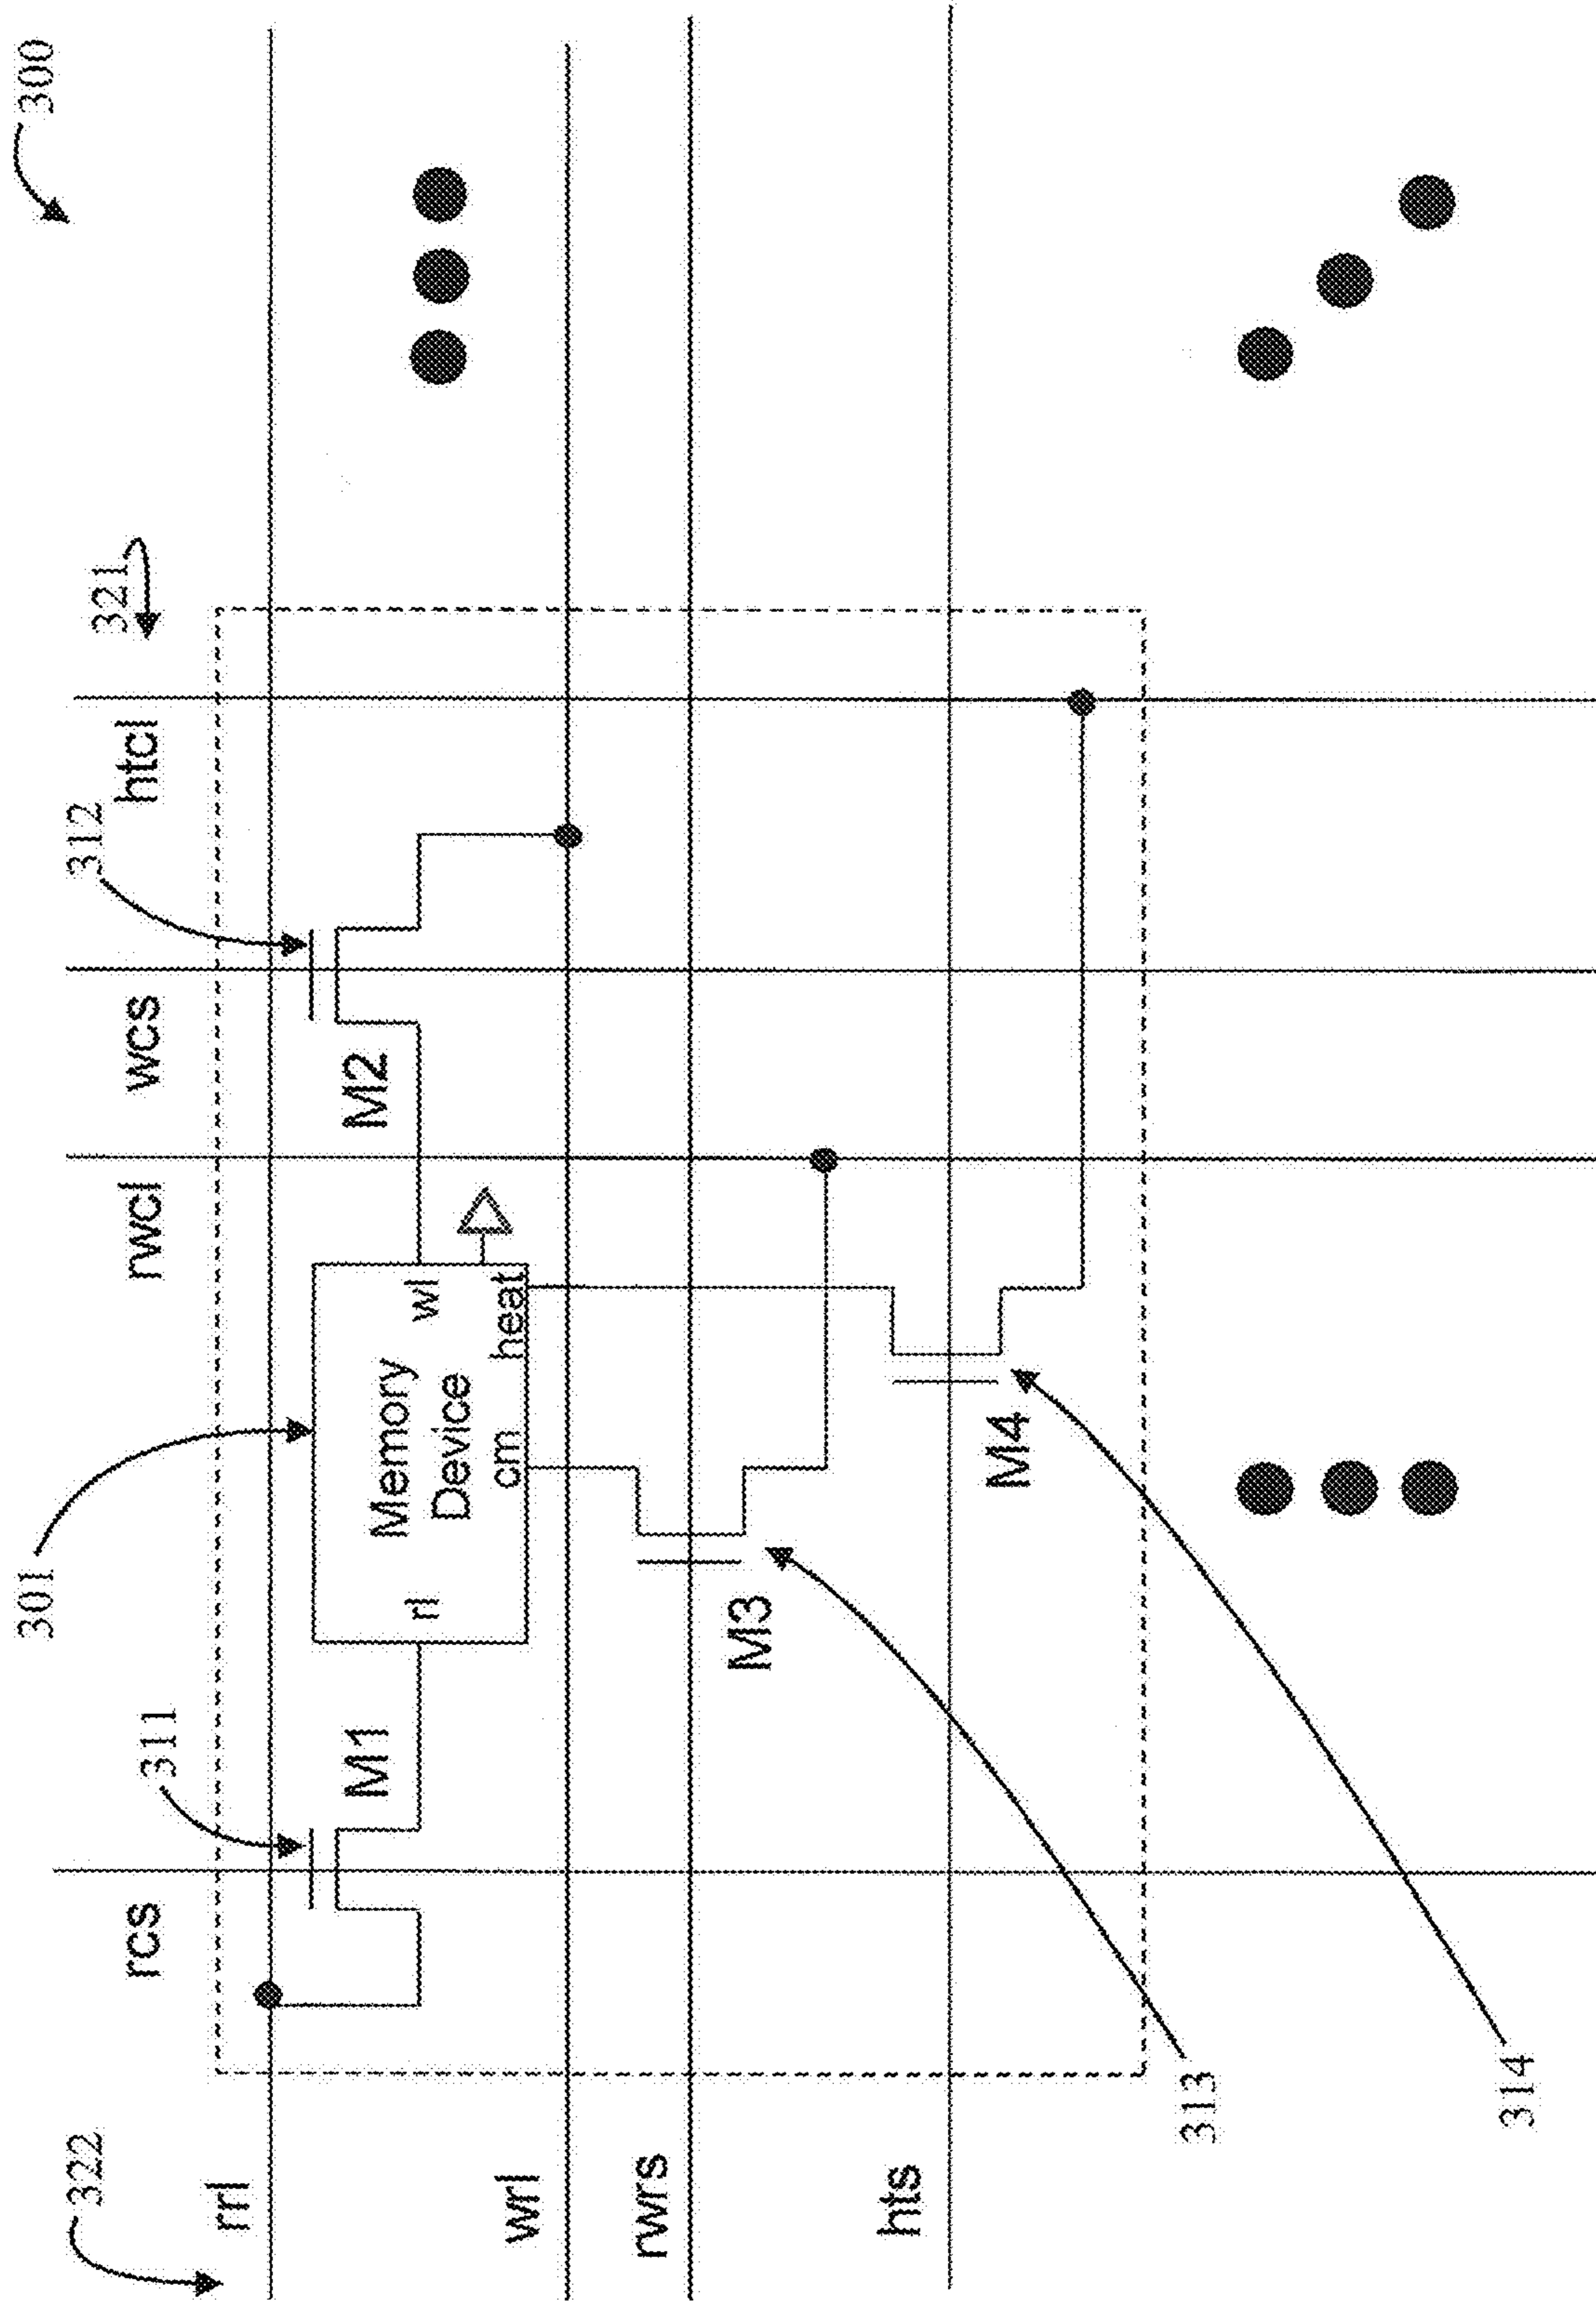 300
321
312
301
311
322
htcl
wcs
rwcl
rcs
rrl
wrl
rwrs
hts
M2
M1
wl
heat
Memory
Device
cm
rl
M3
M4
313
314